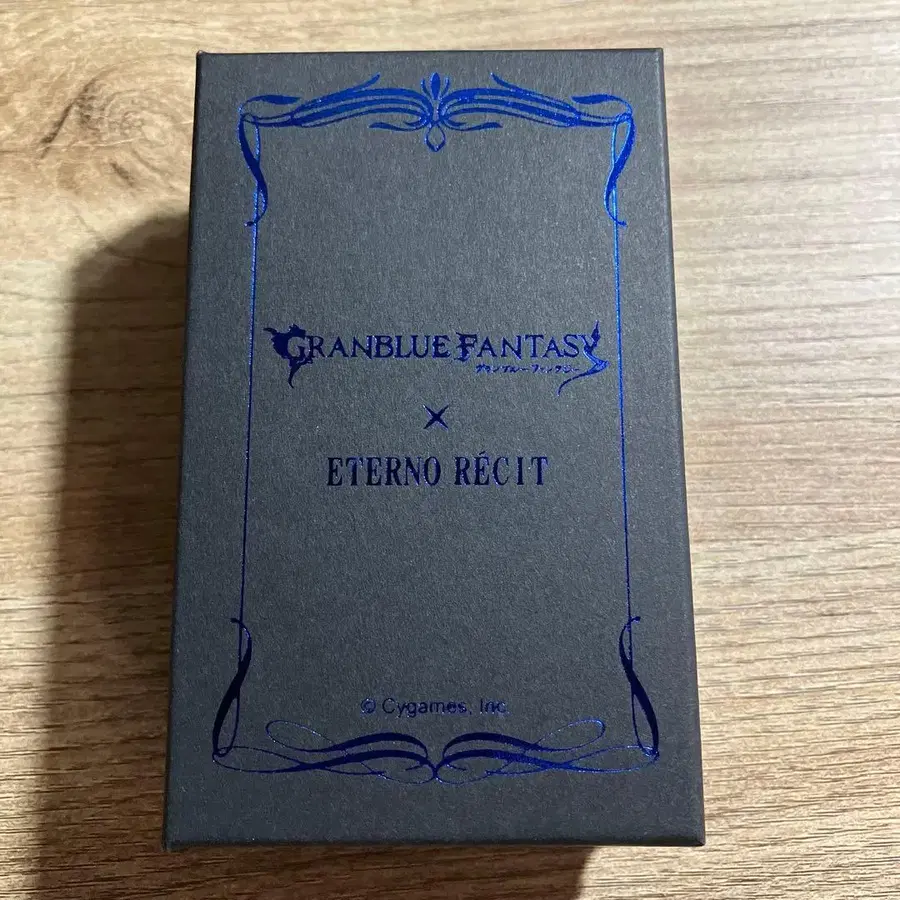 GRANBLUE FANTASY
グランブルーファンタジー
×
ETERNO RÉCIT
© Cygames, Inc.